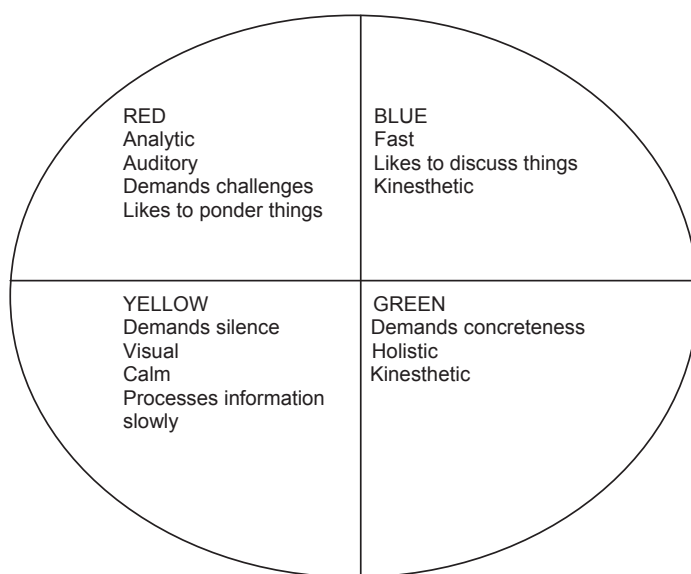 RED
Analytic
Auditory
Demands challenges
Likes to ponder things
BLUE
Fast
Likes to discuss things
Kinesthetic
YELLOW
Demands silence
Visual
Calm
Processes information
slowly
GREEN
Demands concreteness
Holistic
Kinesthetic